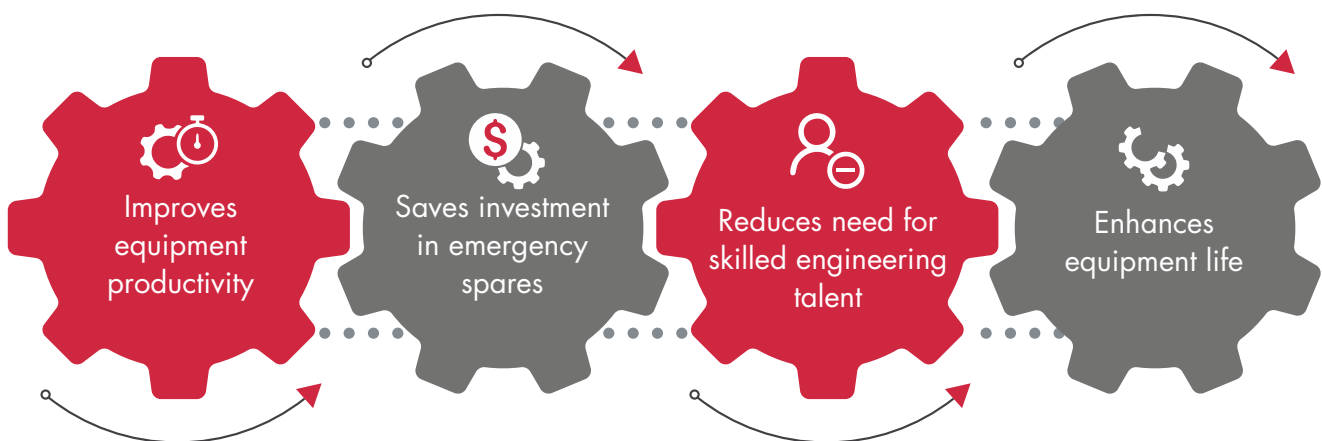 Improves
equipment
productivity
$
Saves investment
in emergency
spares
Reduces need for
skilled engineering
talent
Enhances
equipment life